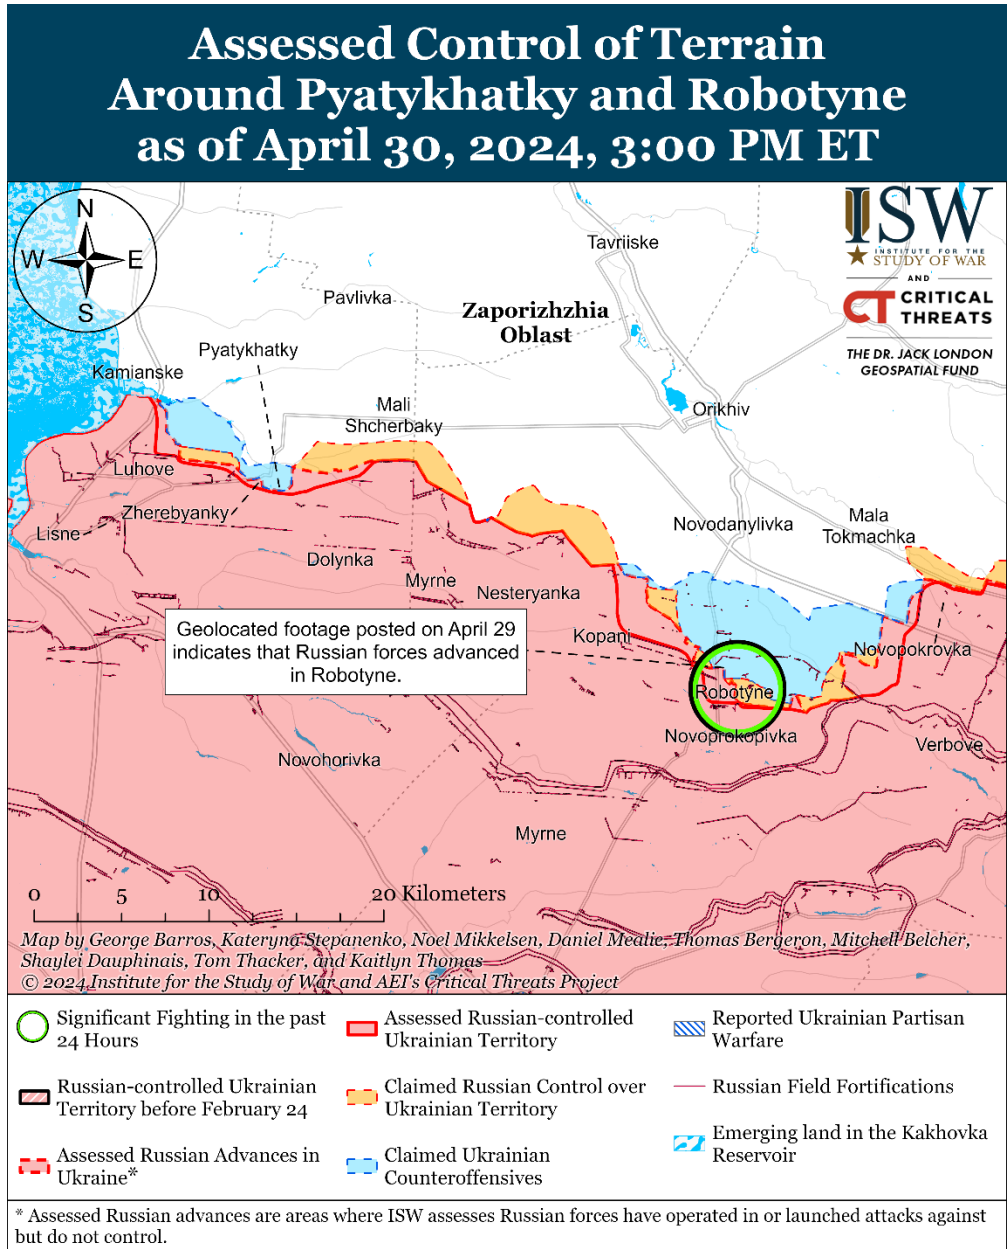 Assessed Control of Terrain
Around Pyatykhatky and Robotyne
as of April 30, 2024, 3:00 PM ET
N
W
E
S
ISW
INSTITUTE FOR THE
STUDY OF WAR
AND
CT CRITICAL
THREATS
THE DR. JACK LONDON
GEOSPATIAL FUND
Tavriiske
Pavlivka
Zaporizhzhia
Oblast
Pyatykhatky
Kamianske
Mali
Shcherbaky
Orikhiv
Luhove
Zherebyanky
Lisne
Novodanylivka
Mala
Tokmachka
Dolynka
Myrne
Nesteryanka
Geolocated footage posted on April 29
indicates that Russian forces advanced
in Robotyne.
Kopani
Novopokrovka
Robotyne
Novoprokopivka
Verbove
Novohorivka
Myrne
0 5 10 20 Kilometers
Map by George Barros, Kateryna Stepanenko, Noel Mikkelsen, Daniel Mealie, Thomas Bergeron, Mitchell Belcher,
Shaylei Dauphinais, Tom Thacker, and Kaitlyn Thomas
© 2024 Institute for the Study of War and AEI's Critical Threats Project
Significant Fighting in the past
24 Hours
Russian-controlled Ukrainian
Territory before February 24
Assessed Russian Advances in
Ukraine*
Assessed Russian-controlled
Ukrainian Territory
Claimed Russian Control over
Ukrainian Territory
Claimed Ukrainian
Counteroffensives
Reported Ukrainian Partisan
Warfare
Russian Field Fortifications
Emerging land in the Kakhovka
Reservoir
* Assessed Russian advances are areas where ISW assesses Russian forces have operated in or launched attacks against
but do not control.